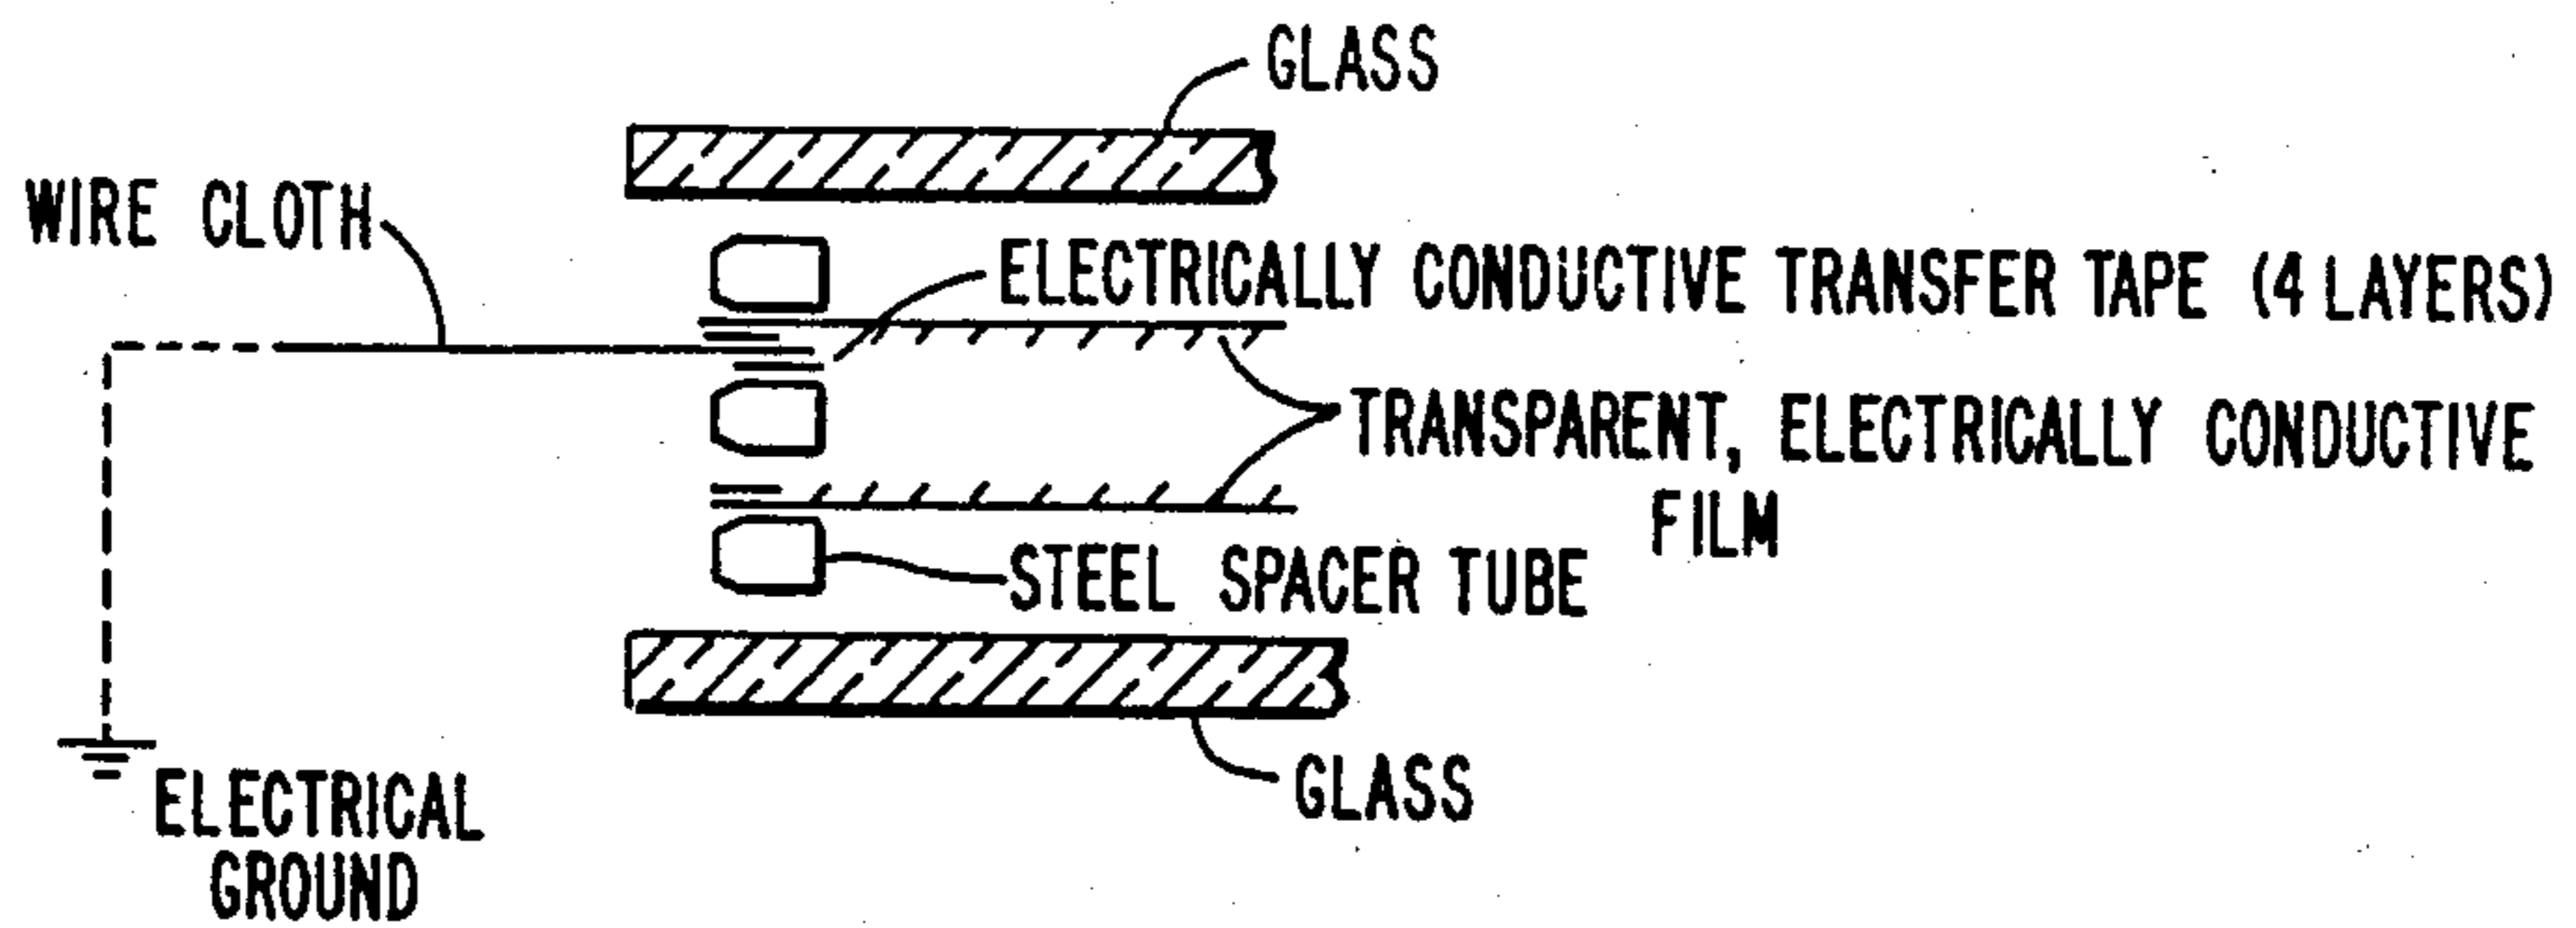 GLASS
WIRE CLOTH
ELECTRICALLY CONDUCTIVE TRANSFER TAPE (4 LAYERS)
TRANSPARENT, ELECTRICALLY CONDUCTIVE
FILM
STEEL SPACER TUBE
GLASS
ELECTRICAL
GROUND